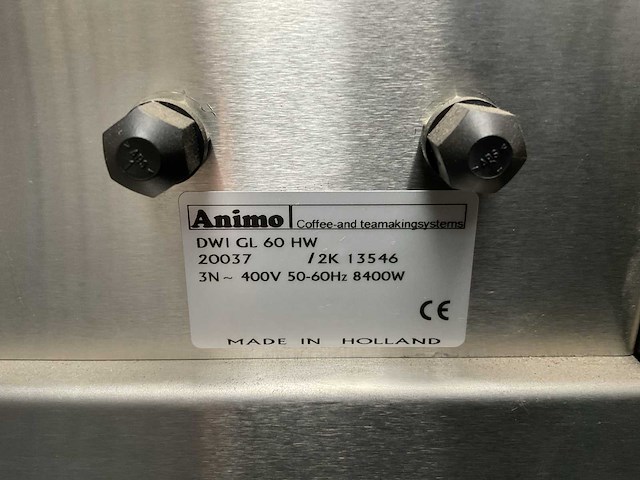 Animo Coffee-and teamakingsystems
DWI GL 60 HW
20037 /2K 13546
3N~ 400V 50-60Hz 8400W
CE
MADE IN HOLLAND